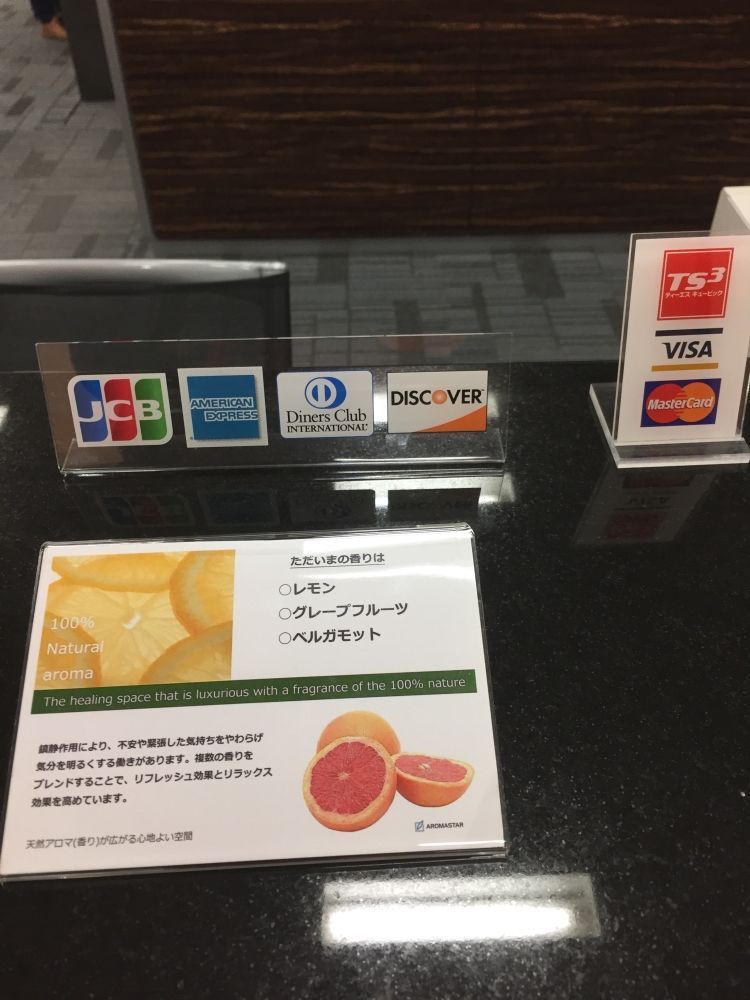 TS3
ティーエス キュービック
VISA
MasterCard
JCB
AMERICAN
EXPRESS
Diners Club
INTERNATIONAL
DISCOVER
ただいまの香りは
○レモン
○グレープフルーツ
○ベルガモット
100%
Natural
aroma
The healing space that is luxurious with a fragrance of the 100% nature
鎮静作用により、不安や緊張した気持ちをやわらげ
気分を明るくする働きがあります。複数の香りを
ブレンドすることで、リフレッシュ効果とリラックス
効果を高めています。
AROMASTAR
天然アロマ(香り)が広がる心地よい空間